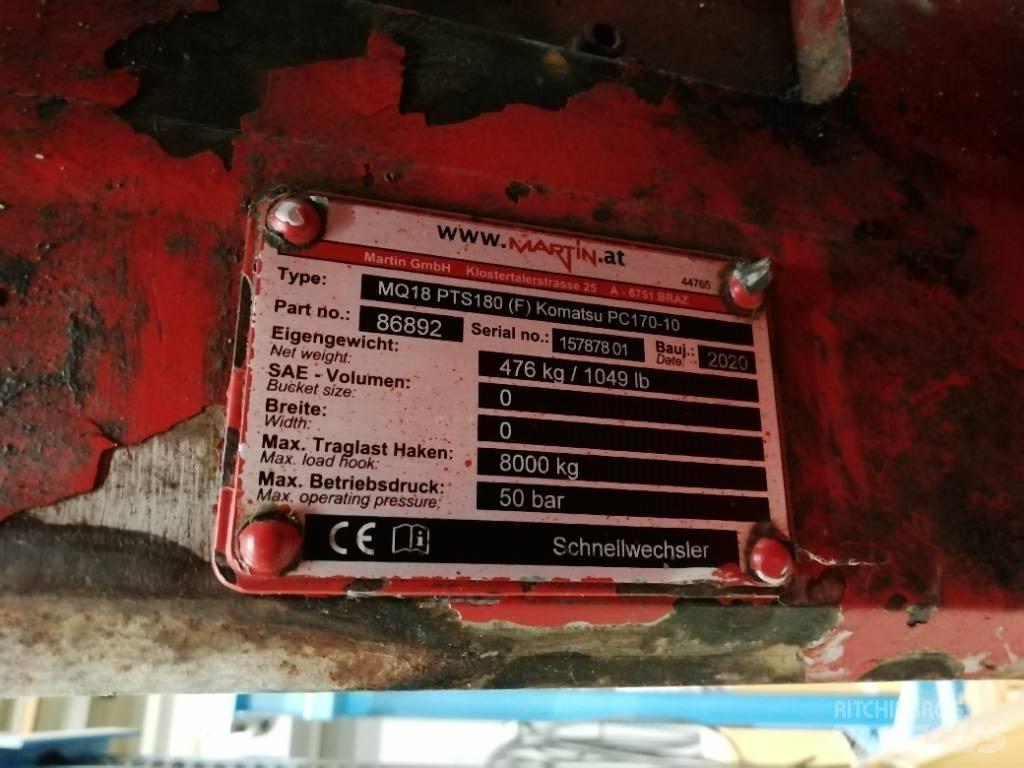 www.MARTIN.at
Martin GmbH Klostertalerstrasse 25 A - 6751 BRAZ 44765
Type: MQ18 PTS180 (F) Komatsu PC170-10
Part no.: 86892 Serial no.: 157878 01 Bauj.: 2020
Date:
Eigengewicht: 476 kg / 1049 lb
Net weight:
SAE - Volumen: 0
Bucket size:
Breite: 0
Width:
Max. Traglast Haken: 8000 kg
Max. load hook:
Max. Betriebsdruck: 50 bar
Max. operating pressure:
CE Schnellwechsler
RITCHIE BROS